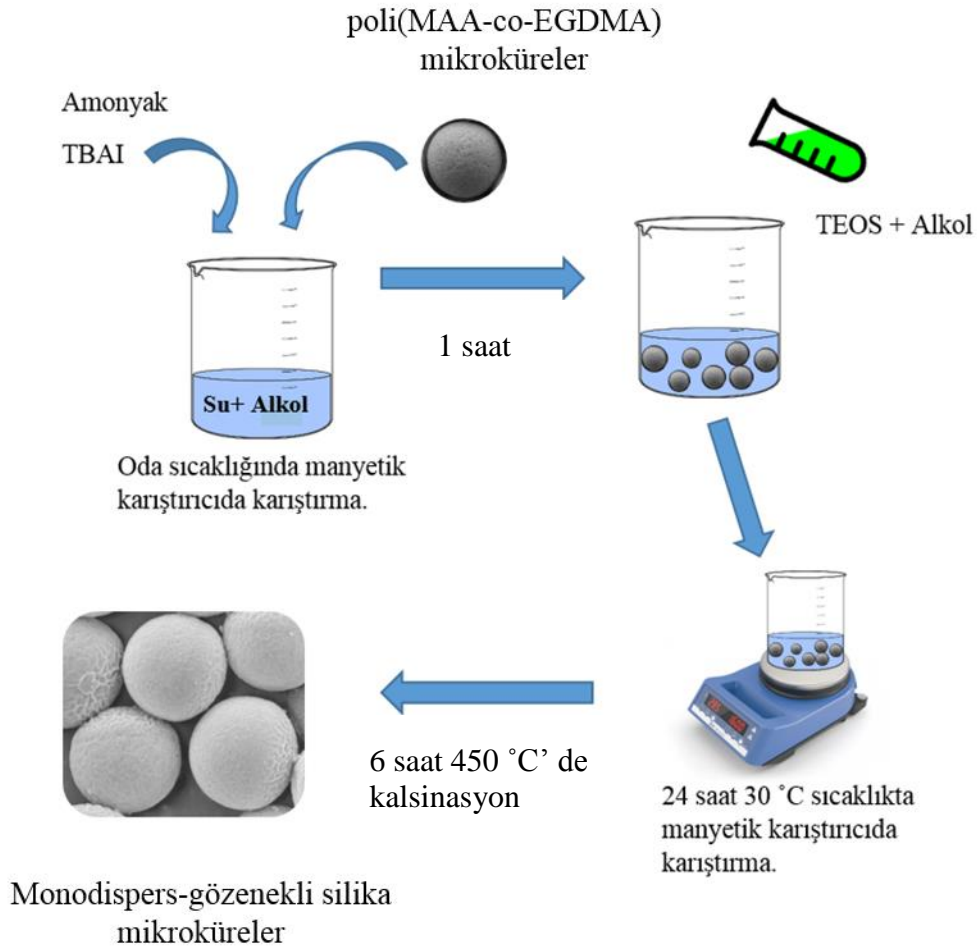 poli(MAA-co-EGDMA)
mikroküreler
Amonyak
TBAI
TEOS + Alkol
1 saat
Su+ Alkol
Oda sıcaklığında manyetik
karıştırıcıda karıştırma.
6 saat 450 ˚C’ de
kalsinasyon
24 saat 30 ˚C sıcaklıkta
manyetik karıştırıcıda
karıştırma.
Monodispers-gözenekli silika
mikroküreler